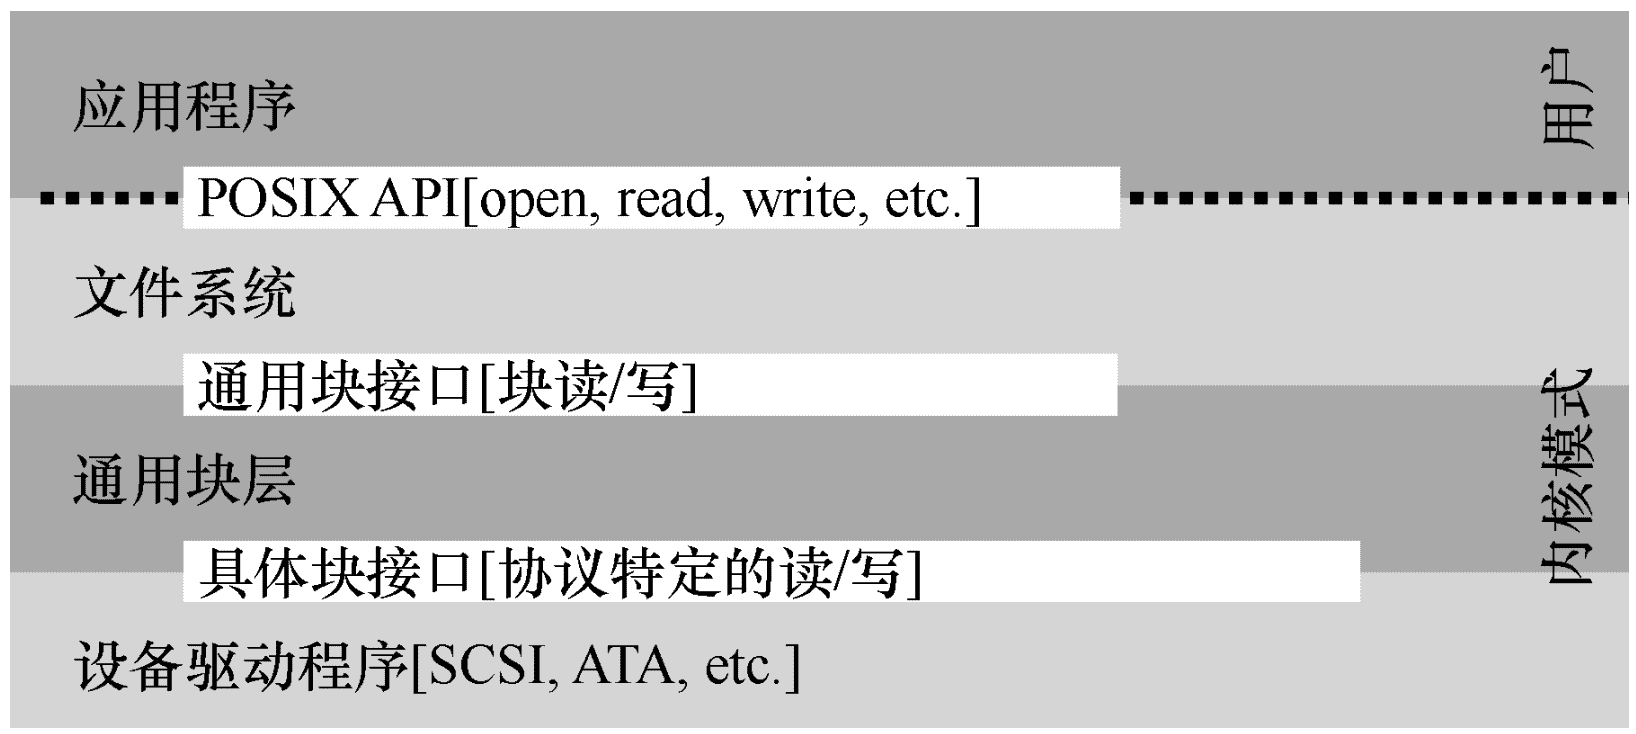 应用程序
用户
POSIX API[open, read, write, etc.]
文件系统
通用块接口[块读/写]
通用块层
内核模式
具体块接口[协议特定的读/写]
设备驱动程序[SCSI, ATA, etc.]